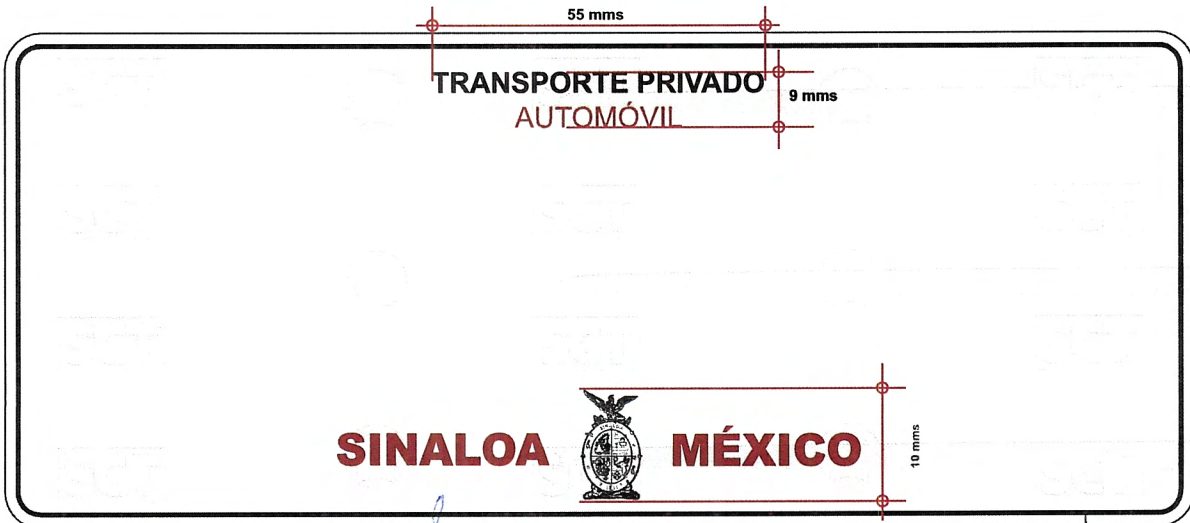 55 mms
TRANSPORTE PRIVADO
9 mms
AUTOMÓVIL
SINALOA MÉXICO
10 mms